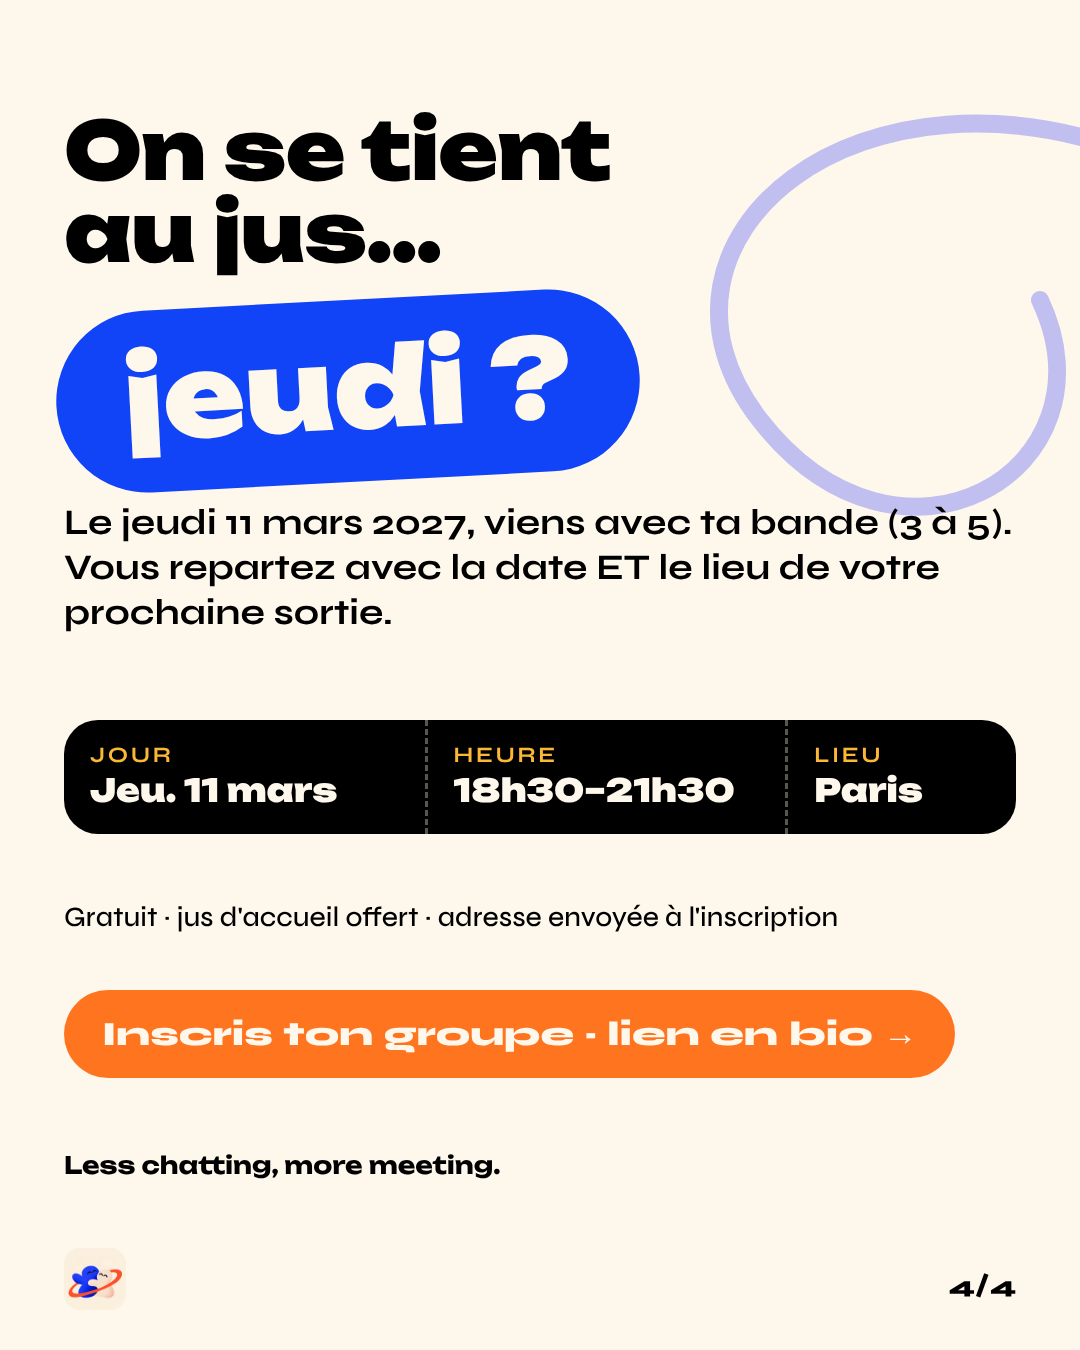 On se tient
au jus...
jeudi ?
Le jeudi 11 mars 2027, viens avec ta bande (3 à 5).
Vous repartez avec la date ET le lieu de votre
prochaine sortie.
JOUR
Jeu. 11 mars
HEURE
18h30–21h30
LIEU
Paris
Gratuit · jus d'accueil offert · adresse envoyée à l'inscription
Inscris ton groupe · lien en bio →
Less chatting, more meeting.
4/4